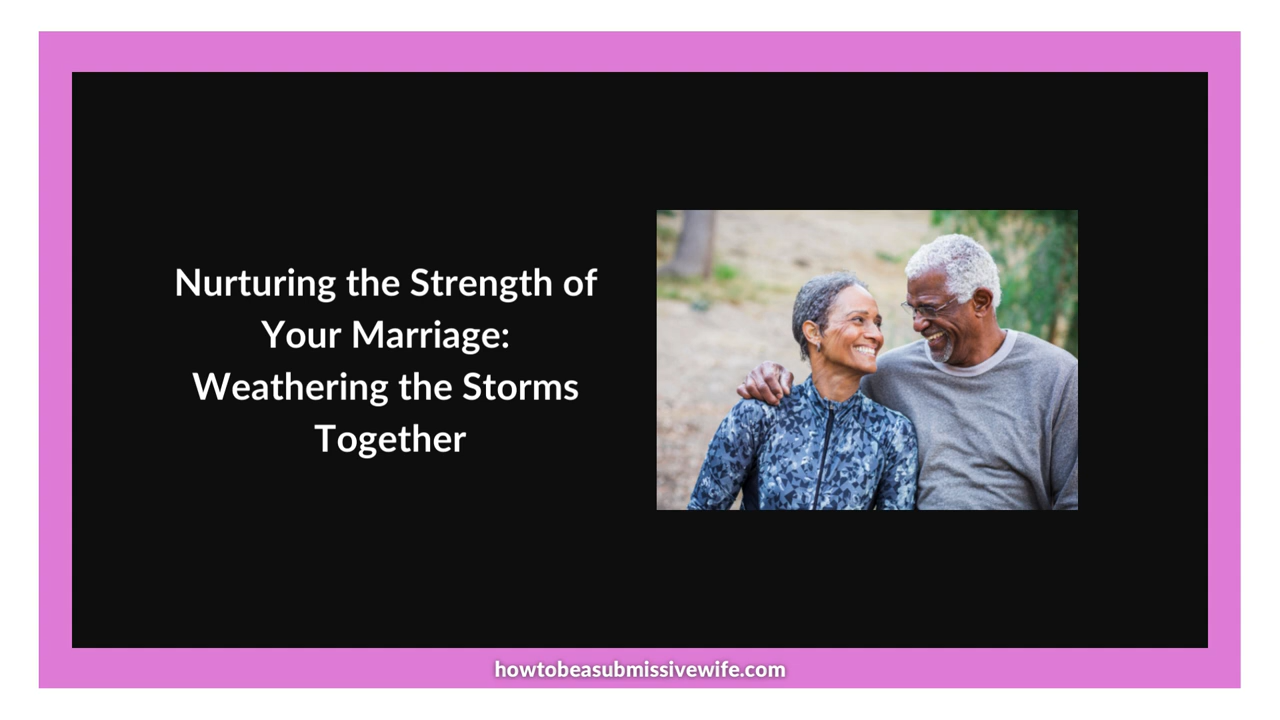 Nurturing the Strength of
Your Marriage:
Weathering the Storms
Together
howtobeasubmissivewife.com